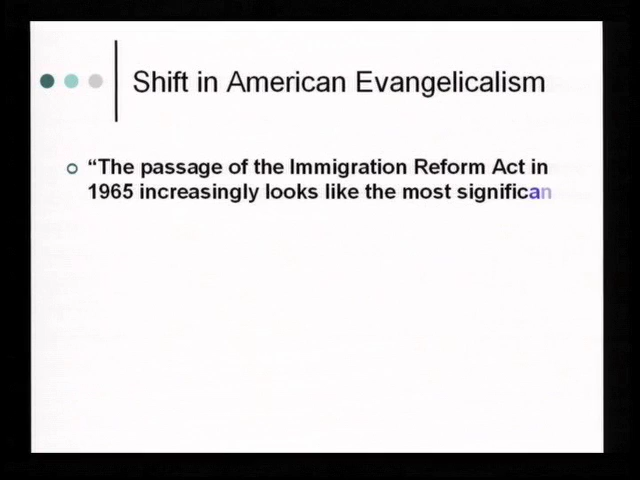 Shift in American Evangelicalism
“The passage of the Immigration Reform Act in
1965 increasingly looks like the most significan